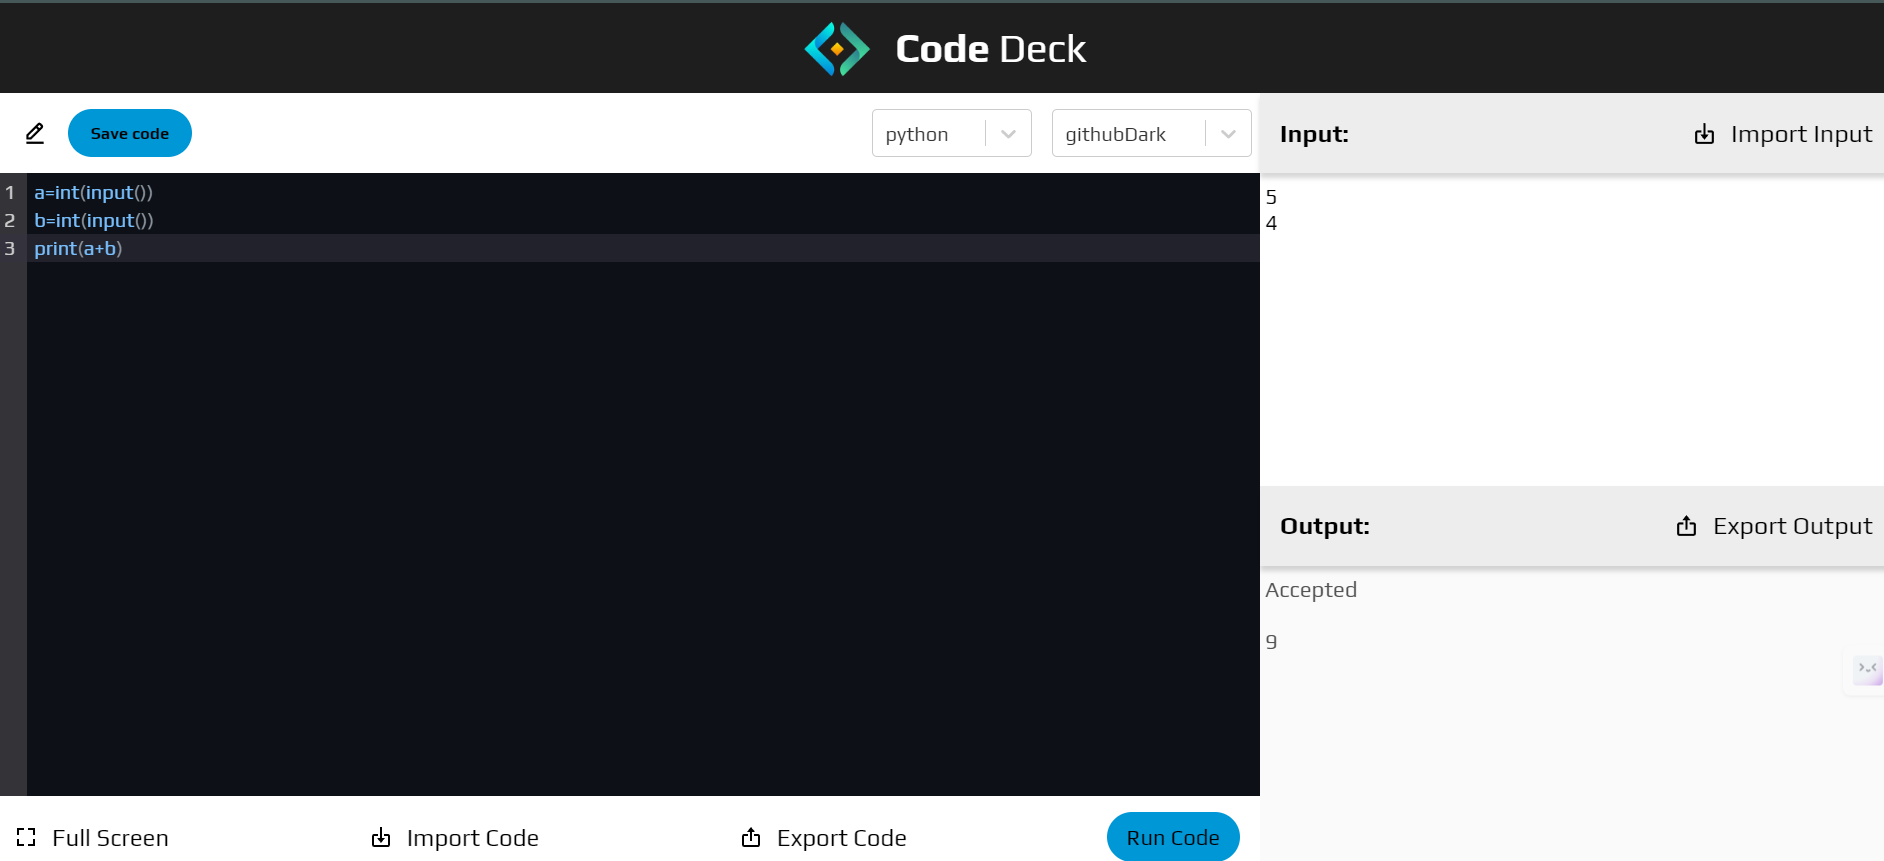 Code Deck
Save code
python
githubDark
1 a=int(input())
2 b=int(input())
3 print(a+b)
Full Screen
Import Code
Export Code
Run Code
Input:
Import Input
5
4
Output:
Export Output
Accepted
9